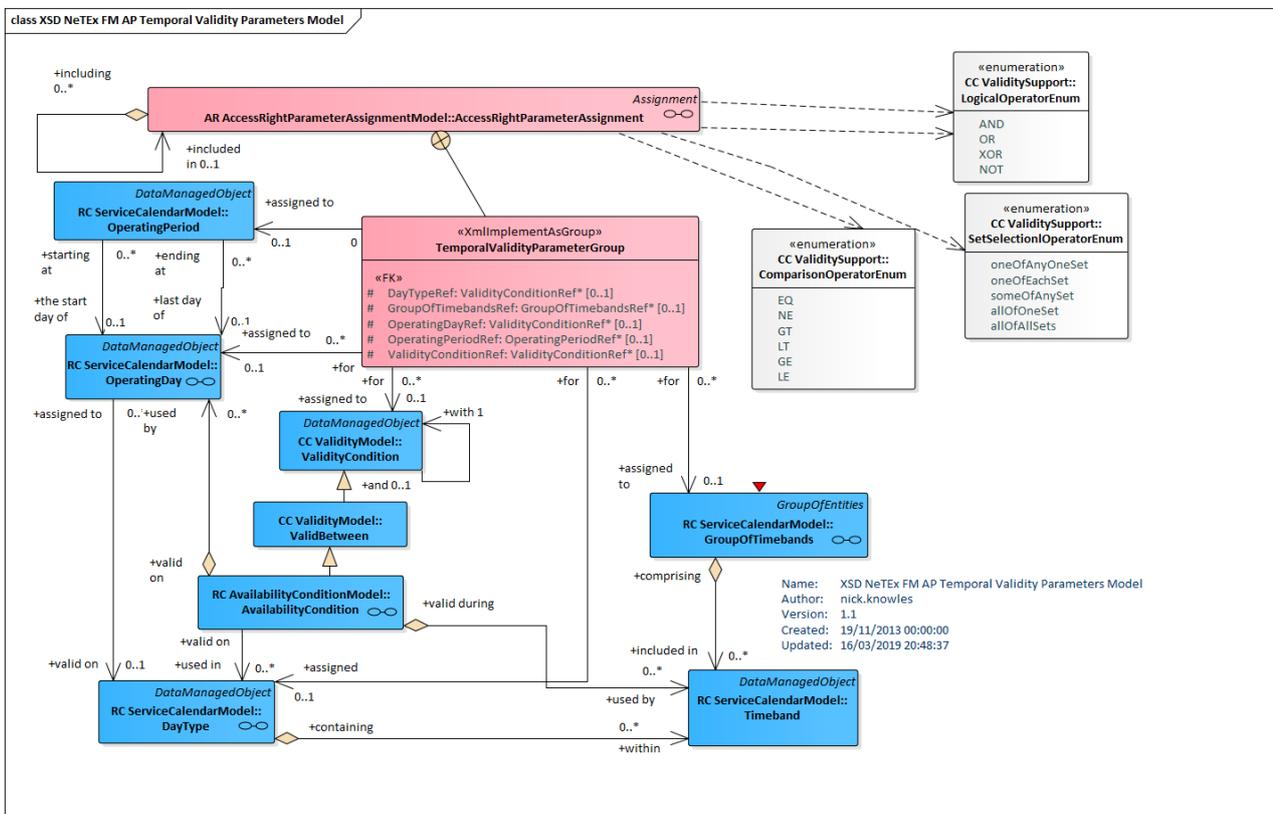 class XSD NeTEx FM AP Temporal Validity Parameters Model
+including
0..*
Assignment
AR AccessRightParameterAssignmentModel::AccessRightParameterAssignment
+included
in 0..1
«enumeration»
CC ValiditySupport::
LogicalOperatorEnum
AND
OR
XOR
NOT
DataManagedObject
RC ServiceCalendarModel::
OperatingPeriod
+assigned to
0..1
0
«XmlImplementAsGroup»
TemporalValidityParameterGroup
«FK»
# DayTypeRef: ValidityConditionRef* [0..1]
# GroupOfTimebandsRef: GroupOfTimebandsRef* [0..1]
# OperatingDayRef: ValidityConditionRef* [0..1]
# OperatingPeriodRef: OperatingPeriodRef* [0..1]
# ValidityConditionRef: ValidityConditionRef* [0..1]
«enumeration»
CC ValiditySupport::
ComparisonOperatorEnum
EQ
NE
GT
LT
GE
LE
«enumeration»
CC ValiditySupport::
SetSelectionlOperatorEnum
oneOfAnyOneSet
oneOfEachSet
someOfAnySet
allOfOneSet
allOfAllSets
+starting
at
0..*
+ending
at
0..*
+the start
day of
0..1
+last day
of
0..1
+assigned to
0..*
0..1
+for
DataManagedObject
RC ServiceCalendarModel::
OperatingDay
+for
0..*
+assigned to
0..1
+for
0..*
+for
0..*
+assigned to
0..*
+used
by
0..*
DataManagedObject
CC ValidityModel::
ValidityCondition
+with 1
+and 0..1
CC ValidityModel::
ValidBetween
+assigned
to
0..1
GroupOfEntities
RC ServiceCalendarModel::
GroupOfTimebands
+valid
on
RC AvailabilityConditionModel::
AvailabilityCondition
+valid during
+comprising
Name: XSD NeTEx FM AP Temporal Validity Parameters Model
Author: nick.knowles
Version: 1.1
Created: 19/11/2013 00:00:00
Updated: 16/03/2019 20:48:37
+valid on
+valid on
0..1
+used in
0..*
+assigned
0..1
+included in
0..*
0..*
+used by
DataManagedObject
RC ServiceCalendarModel::
DayType
+containing
0..*
+within
DataManagedObject
RC ServiceCalendarModel::
Timeband